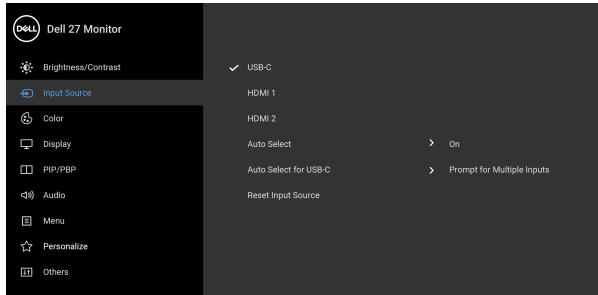 DELL Dell 27 Monitor
Brightness/Contrast
USB-C
Input Source
HDMI 1
Color
HDMI 2
Display
Auto Select
On
PIP/PBP
Auto Select for USB-C
Prompt for Multiple Inputs
Audio
Reset Input Source
Menu
Personalize
Others